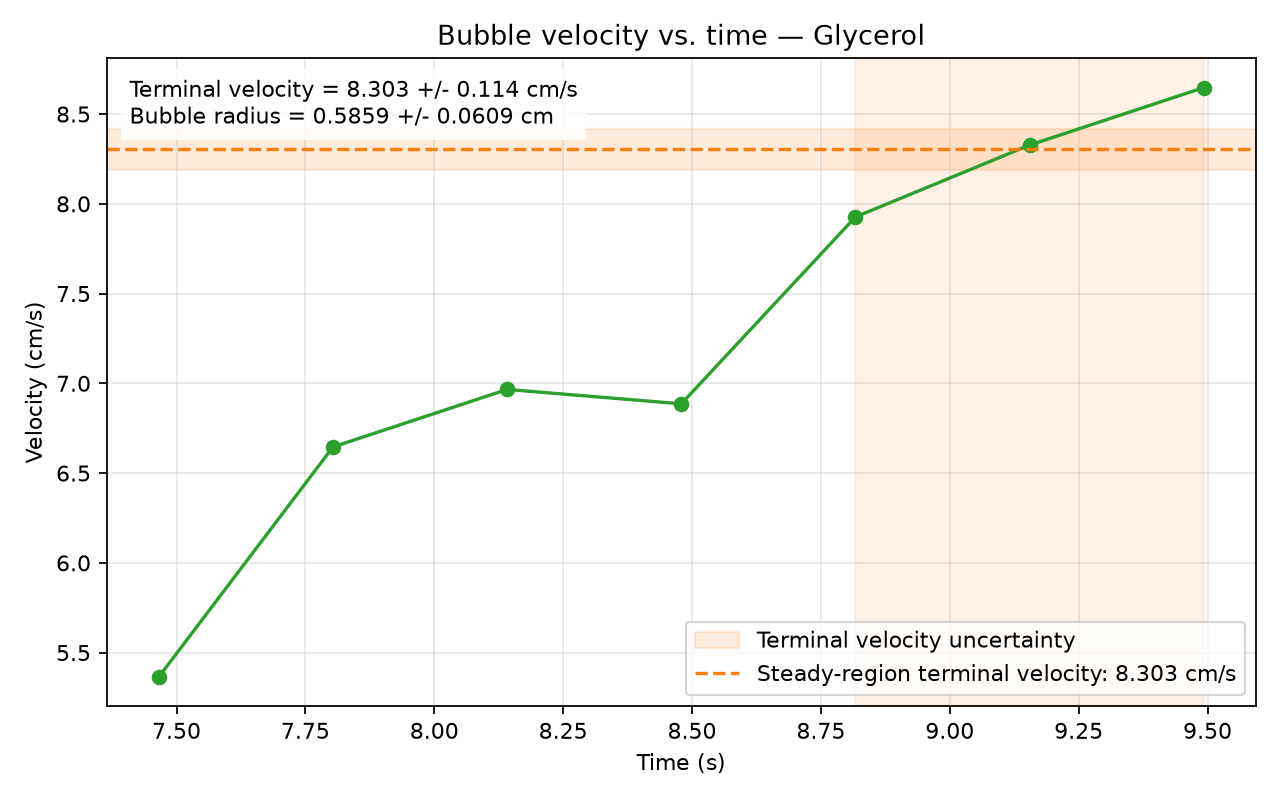 Bubble velocity vs. time — Glycerol
Terminal velocity = 8.303 +/- 0.114 cm/s
Bubble radius = 0.5859 +/- 0.0609 cm
Velocity (cm/s)
8.5
8.0
7.5
7.0
6.5
6.0
5.5
Terminal velocity uncertainty
Steady-region terminal velocity: 8.303 cm/s
7.50 7.75 8.00 8.25 8.50 8.75 9.00 9.25 9.50
Time (s)